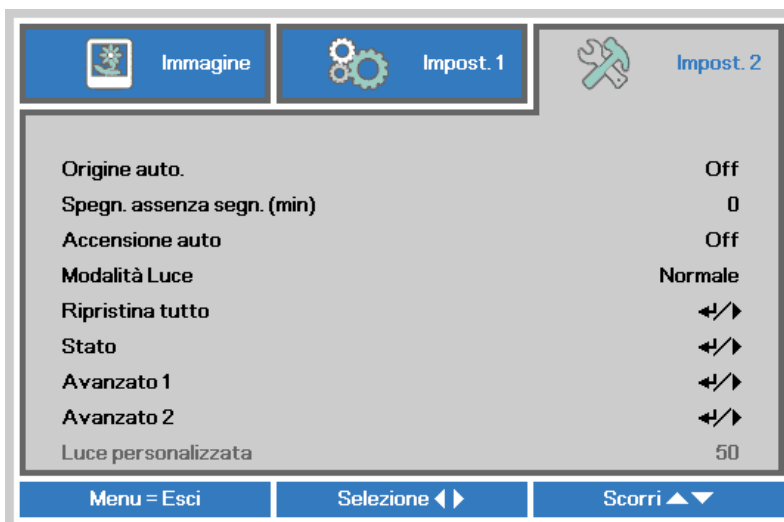 Immagine Impost. 1 Impost. 2
Origine auto. Off
Spegn. assenza segn. (min) 0
Accensione auto Off
Modalità Luce Normale
Ripristina tutto
Stato
Avanzato 1
Avanzato 2
Luce personalizzata 50
Menu = Esci Selezione Scorri